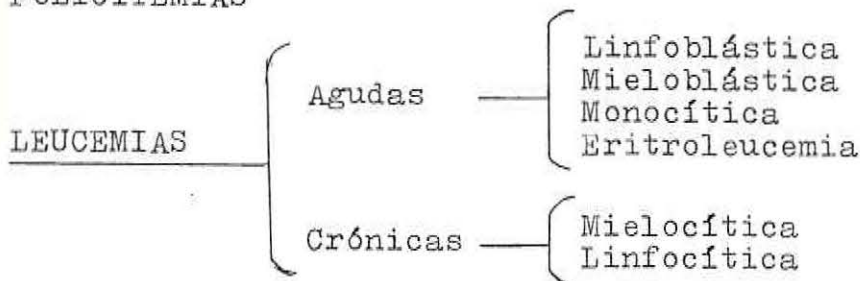 LEUCEMIAS
Agudas
Linfoblástica
Mieloblástica
Monocítica
Eritroleucemia
Crónicas
Mielocítica
Linfocítica